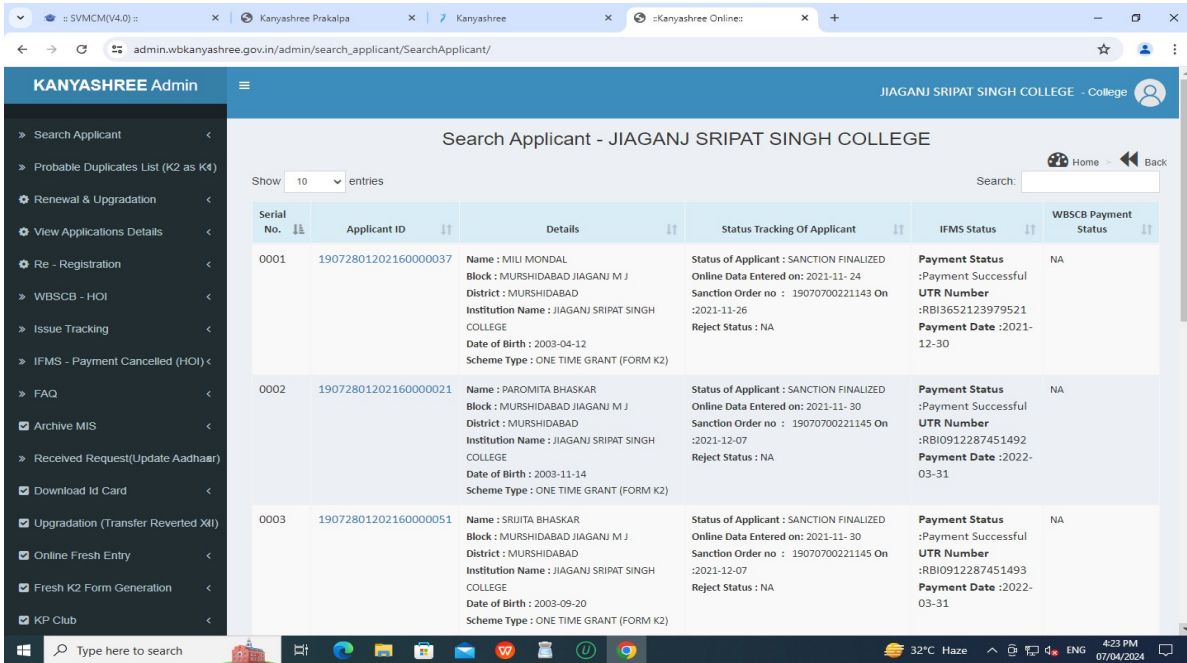 :: SVMCM(V4.0) ::
Kanyashree Prakalpa
Kanyashree
::Kanyashree Online::
admin.wbkanyashree.gov.in/admin/search_applicant/SearchApplicant/
KANYASHREE Admin
JIAGANJ SRIPAT SINGH COLLEGE - College
Search Applicant
Probable Duplicates List (K2 as K1)
Renewal & Upgradation
View Applications Details
Re - Registration
WBSCB - HOI
Issue Tracking
IFMS - Payment Cancelled (HOI)
FAQ
Archive MIS
Received Request(Update Aadhaar)
Download Id Card
Upgradation (Transfer Reverted XII)
Online Fresh Entry
Fresh K2 Form Generation
KP Club
Search Applicant - JIAGANJ SRIPAT SINGH COLLEGE
Home > Back
Show 10 entries
Search:
Serial No.
Applicant ID
Details
Status Tracking Of Applicant
IFMS Status
WBSCB Payment Status
0001
19072801202160000037
Name : MILI MONDAL
Block : MURSHIDABAD JIAGANJ M J
District : MURSHIDABAD
Institution Name : JIAGANJ SRIPAT SINGH
COLLEGE
Date of Birth : 2003-04-12
Scheme Type : ONE TIME GRANT (FORM K2)
Status of Applicant : SANCTION FINALIZED
Online Data Entered on: 2021-11- 24
Sanction Order no : 19070700221143 On
:2021-11-26
Reject Status : NA
Payment Status
:Payment Successful
UTR Number
:RBI3652123979521
Payment Date :2021-
12-30
NA
0002
19072801202160000021
Name : PAROMITA BHASKAR
Block : MURSHIDABAD JIAGANJ M J
District : MURSHIDABAD
Institution Name : JIAGANJ SRIPAT SINGH
COLLEGE
Date of Birth : 2003-11-14
Scheme Type : ONE TIME GRANT (FORM K2)
Status of Applicant : SANCTION FINALIZED
Online Data Entered on: 2021-11- 30
Sanction Order no : 19070700221145 On
:2021-12-07
Reject Status : NA
Payment Status
:Payment Successful
UTR Number
:RBI0912287451492
Payment Date :2022-
03-31
NA
0003
19072801202160000051
Name : SRIJITA BHASKAR
Block : MURSHIDABAD JIAGANJ M J
District : MURSHIDABAD
Institution Name : JIAGANJ SRIPAT SINGH
COLLEGE
Date of Birth : 2003-09-20
Scheme Type : ONE TIME GRANT (FORM K2)
Status of Applicant : SANCTION FINALIZED
Online Data Entered on: 2021-11- 30
Sanction Order no : 19070700221145 On
:2021-12-07
Reject Status : NA
Payment Status
:Payment Successful
UTR Number
:RBI0912287451493
Payment Date :2022-
03-31
NA
Type here to search
32°C Haze
ENG
4:23 PM
07/04/2024